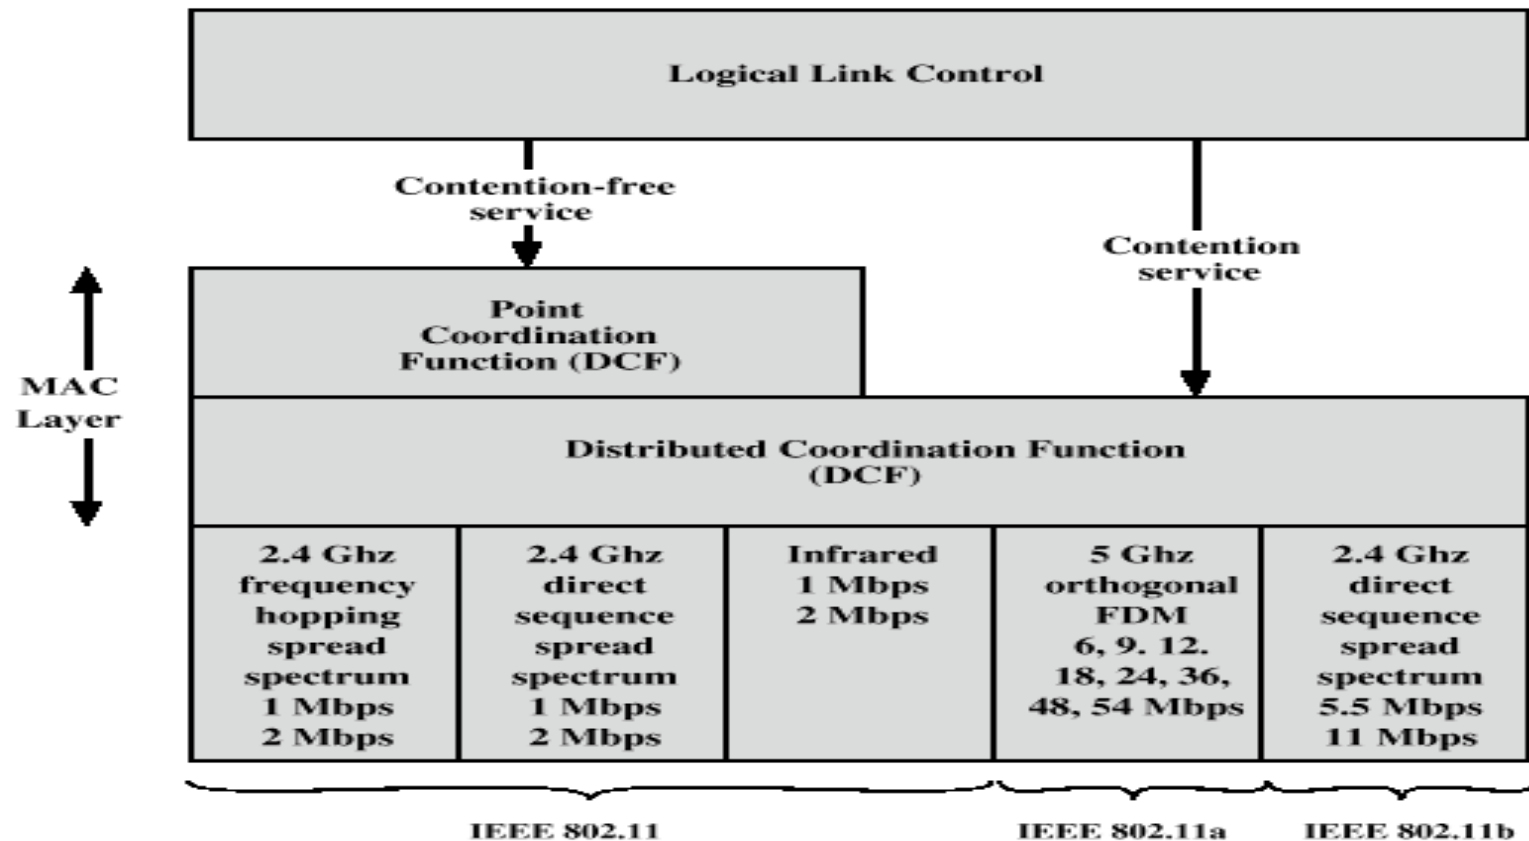 Logical Link Control
Contention-free
service
Contention
service
Point
Coordination
Function (DCF)
MAC
Layer
Distributed Coordination Function
(DCF)
2.4 Ghz
frequency
hopping
spread
spectrum
1 Mbps
2 Mbps
2.4 Ghz
direct
sequence
spread
spectrum
1 Mbps
2 Mbps
Infrared
1 Mbps
2 Mbps
5 Ghz
orthogonal
FDM
6, 9. 12.
18, 24, 36,
48, 54 Mbps
2.4 Ghz
direct
sequence
spread
spectrum
5.5 Mbps
11 Mbps
IEEE 802.11
IEEE 802.11a
IEEE 802.11b